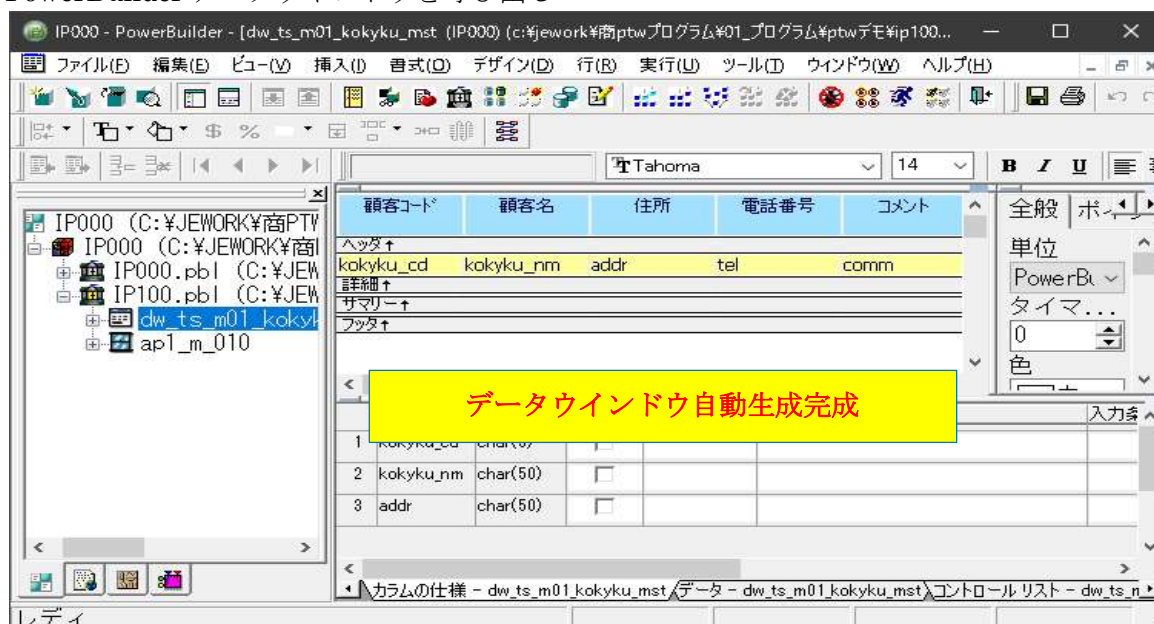 IP000 - PowerBuilder - [dw_ts_m01_kokyku_mst (IP000) (c:¥jework¥商ptwプログラム¥01_プログラム¥ptwデモ¥ip100...
ファイル(F) 編集(E) ビュー(V) 挿入(I) 書式(O) デザイン(D) 行(R) 実行(U) ツール(T) ウィンドウ(W) ヘルプ(H)
Tahoma 14 B I U
IP000 (C:¥JEWORK¥商PTW
IP000 (C:¥JEWORK¥商
IP000.pbl (C:¥JEW
IP100.pbl (C:¥JEW
dw_ts_m01_koky
ap1_m_010
顧客コード 顧客名 住所 電話番号 コメント
ヘッダ↑
kokyku_cd kokyku_nm addr tel comm
詳細↑
サマリー↑
フッタ↑
全般
単位
PowerBu
タイマ...
0
色
データウインドウ自動生成完成
1
2 kokyku_nm char(50)
3 addr char(50)
カラムの仕様 - dw_ts_m01_kokyku_mst データ - dw_ts_m01_kokyku_mst コントロール リスト - dw_ts_
レディ